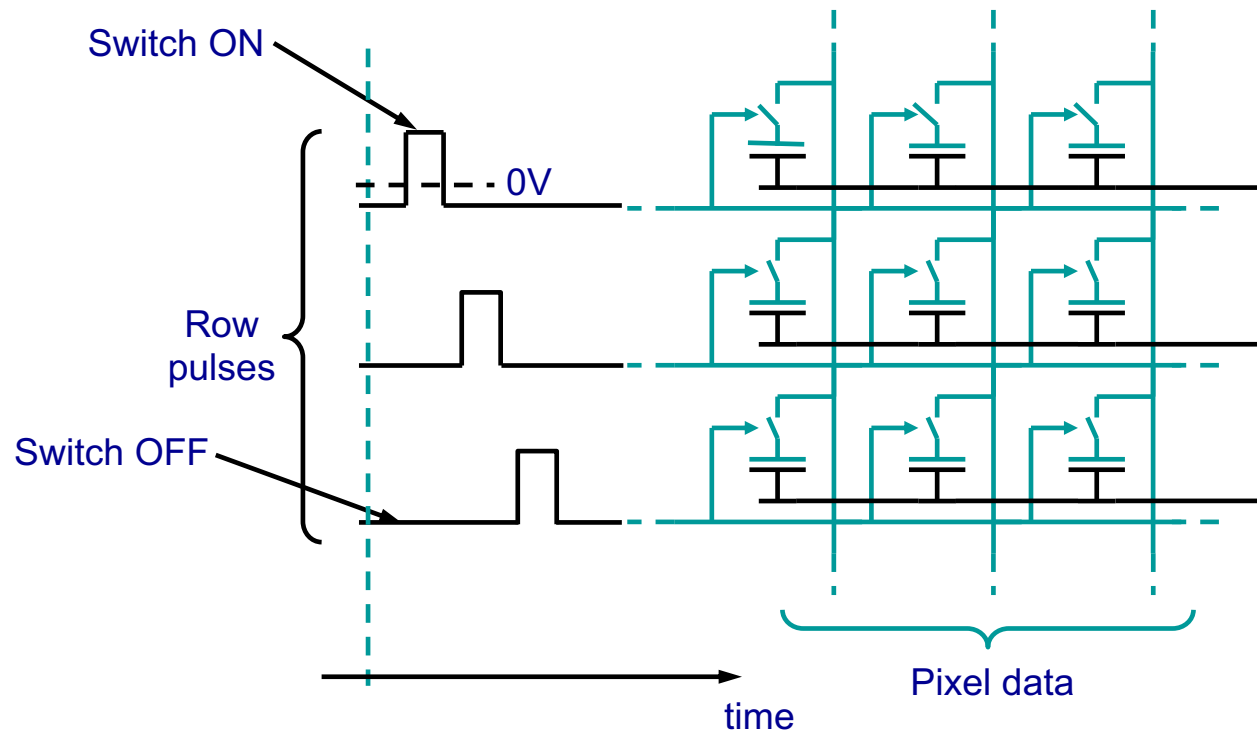 Switch ON
0V
Row
pulses
Switch OFF
Pixel data
time